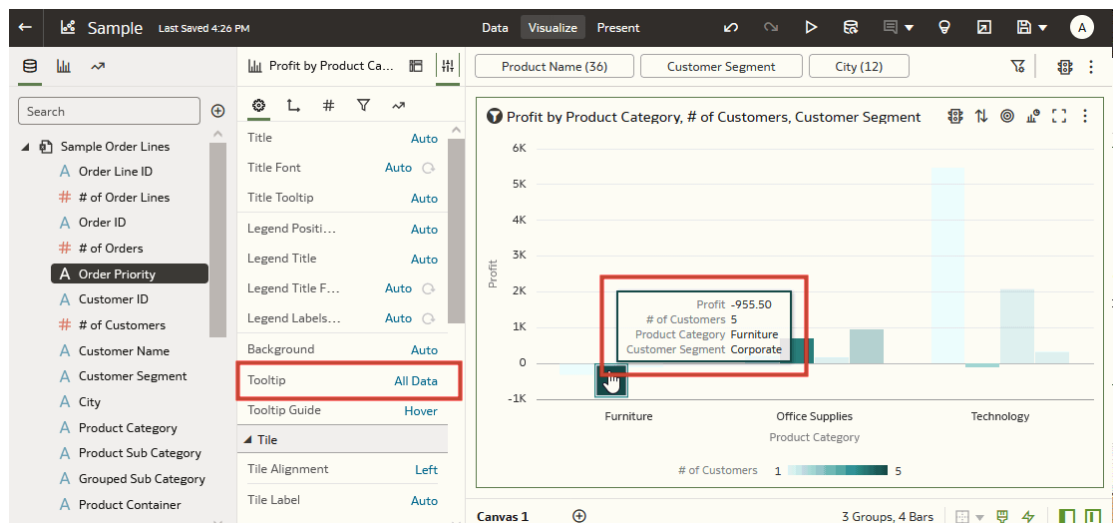 Sample Last Saved 4:26 PM
Data Visualize Present
A
Profit by Product Ca...
Product Name (36) Customer Segment City (12)
Search
Sample Order Lines
A Order Line ID
# # of Order Lines
A Order ID
# # of Orders
A Order Priority
A Customer ID
# # of Customers
A Customer Name
A Customer Segment
A City
A Product Category
A Product Sub Category
A Grouped Sub Category
A Product Container
#
Title Auto
Title Font Auto
Title Tooltip Auto
Legend Positi... Auto
Legend Title Auto
Legend Title F... Auto
Legend Labels... Auto
Background Auto
Tooltip All Data
Tooltip Guide Hover
Tile
Tile Alignment Left
Tile Label Auto
Profit by Product Category, # of Customers, Customer Segment
6K
5K
4K
3K
2K
1K
0
-1K
Profit
Profit -955.50
# of Customers 5
Product Category Furniture
Customer Segment Corporate
Furniture Office Supplies Technology
Product Category
# of Customers 1 5
Canvas 1 3 Groups, 4 Bars